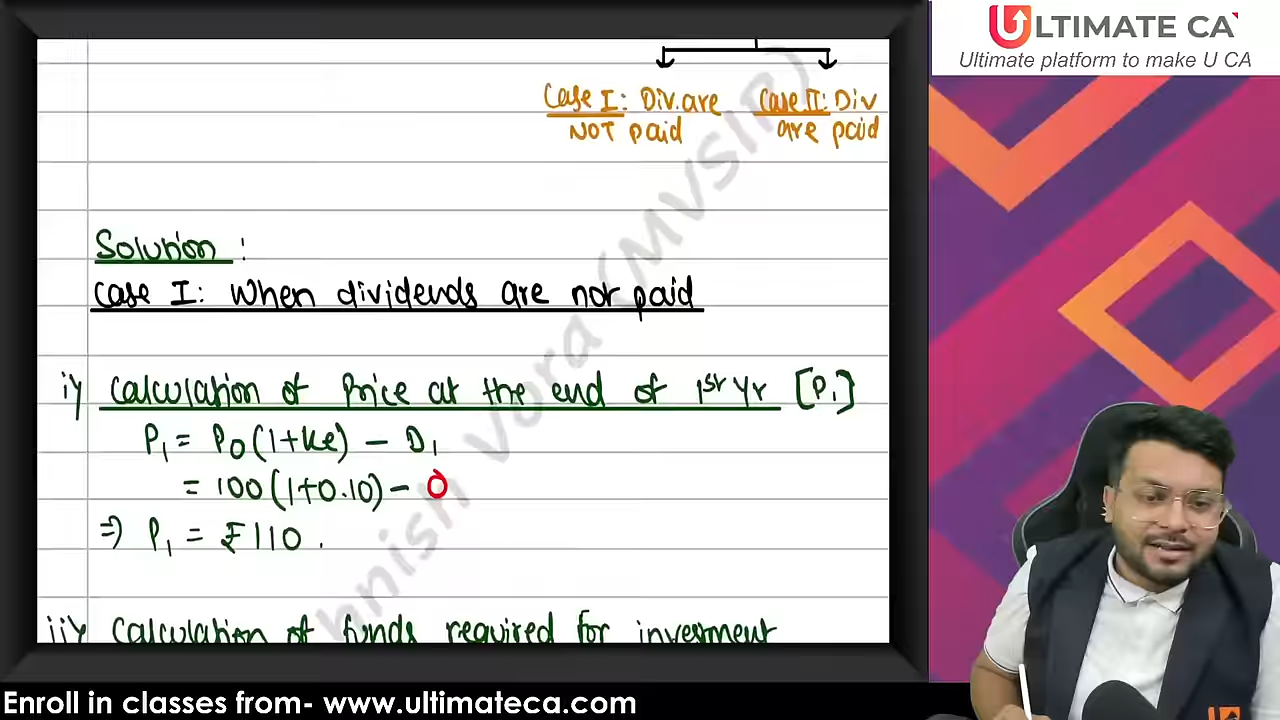 ULTIMATE CA
Ultimate platform to make U CA
Case I: Div. are
NOT paid
Case II: Div
are paid
Solution:
Case I: When dividends are not paid
i) Calculation of Price at the end of 1st yr [P1]
P1 = P0(1+ke) - D1
= 100(1+0.10) - 0
⇒ P1 = ₹110.
ii) Calculation of funds required for investment
hnish Vora (MVSIR)
Enroll in classes from- www.ultimateca.com